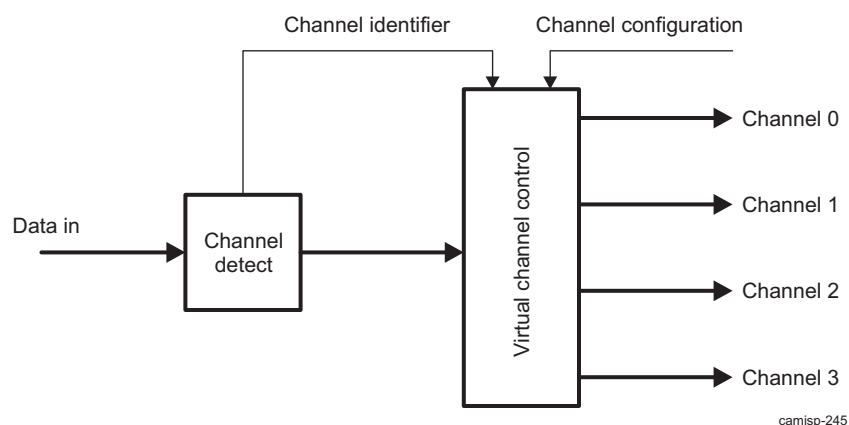 Channel identifier
Channel configuration
Channel 0
Channel 1
Data in
Channel
detect
Virtual channel control
Channel 2
Channel 3
camisp-245